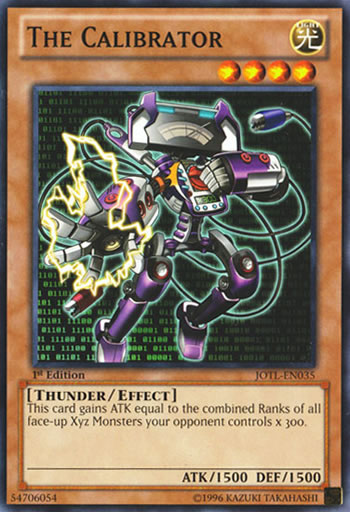 THE CALIBRATOR
LIGHT
光
1st Edition
JOTL-EN035
[THUNDER/EFFECT]
This card gains ATK equal to the combined Ranks of all
face-up Xyz Monsters your opponent controls x 300.
ATK/1500 DEF/1500
54706054
©1996 KAZUKI TAKAHASHI